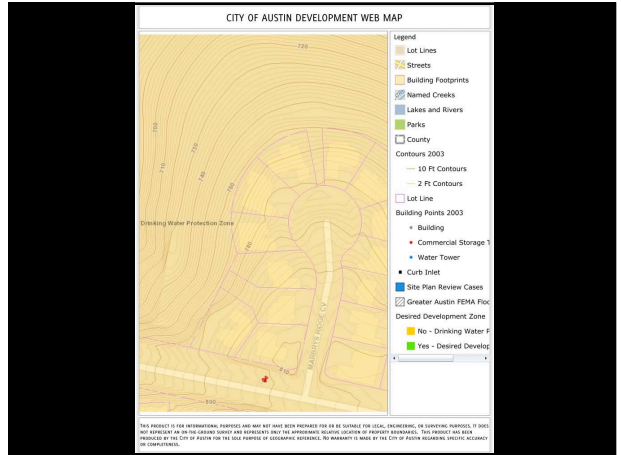 CITY OF AUSTIN DEVELOPMENT WEB MAP
Legend
Lot Lines
Streets
Building Footprints
Named Creeks
Lakes and Rivers
Parks
County
Contours 2003
10 Ft Contours
2 Ft Contours
Lot Line
Building Points 2003
Building
Commercial Storage T
Water Tower
Curb Inlet
Site Plan Review Cases
Greater Austin FEMA Floo
Desired Development Zone
No - Drinking Water P
Yes - Desired Develop
720
700
710
730
740
760
Drinking Water Protection Zone
780
MARRYS RIDGE CV
810
THIS PRODUCT IS FOR INFORMATIONAL PURPOSES AND MAY NOT HAVE BEEN PREPARED FOR OR BE SUITABLE FOR LEGAL, ENGINEERING, OR SURVEYING PURPOSES. IT DOES
NOT REPRESENT AN ON-THE-GROUND SURVEY AND REPRESENTS ONLY THE APPROXIMATE RELATIVE LOCATION OF PROPERTY BOUNDARIES. THIS PRODUCT HAS BEEN
PRODUCED BY THE CITY OF AUSTIN FOR THE SOLE PURPOSE OF GEOGRAPHIC REFERENCE. NO WARRANTY IS MADE BY THE CITY OF AUSTIN REGARDING SPECIFIC ACCURACY
OR COMPLETENESS.